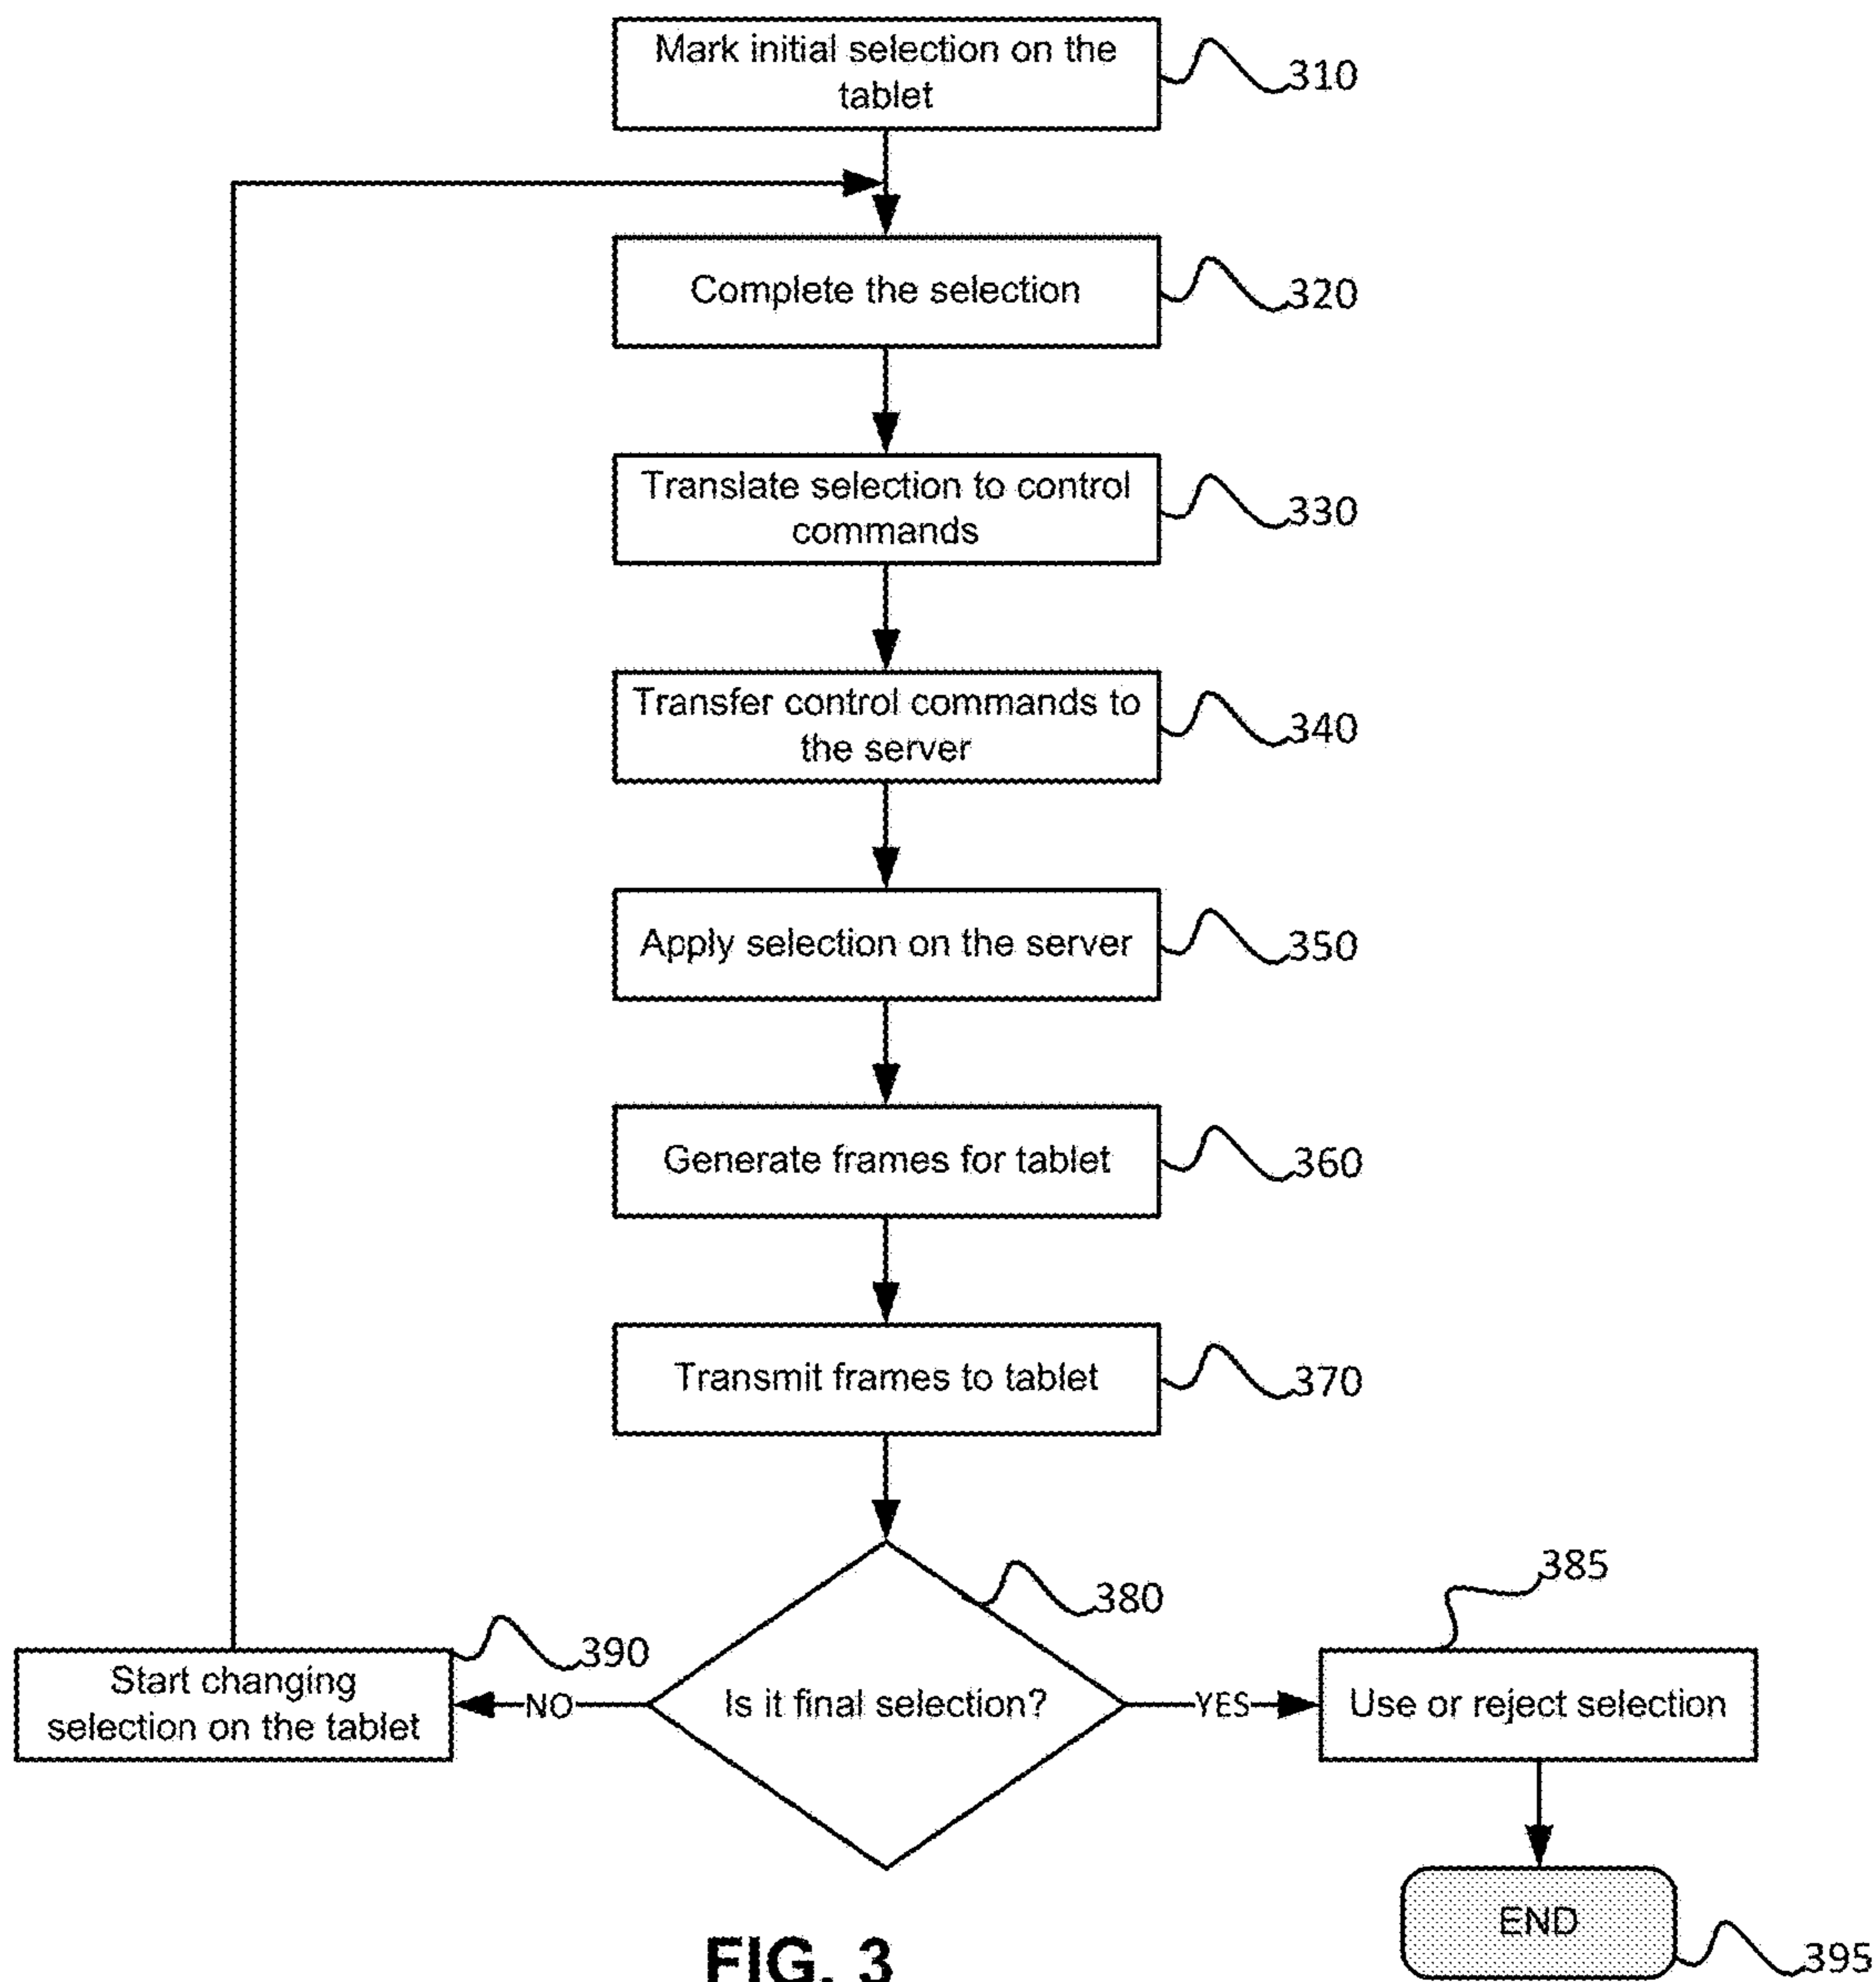 Mark initial selection on the
tablet
310
Complete the selection
320
Translate selection to control
commands
330
Transfer control commands to
the server
340
Apply selection on the server
350
Generate frames for tablet
360
Transmit frames to tablet
370
Is it final selection?
380
NO
Start changing
selection on the tablet
390
YES
385
Use or reject selection
END
395
FIG. 3